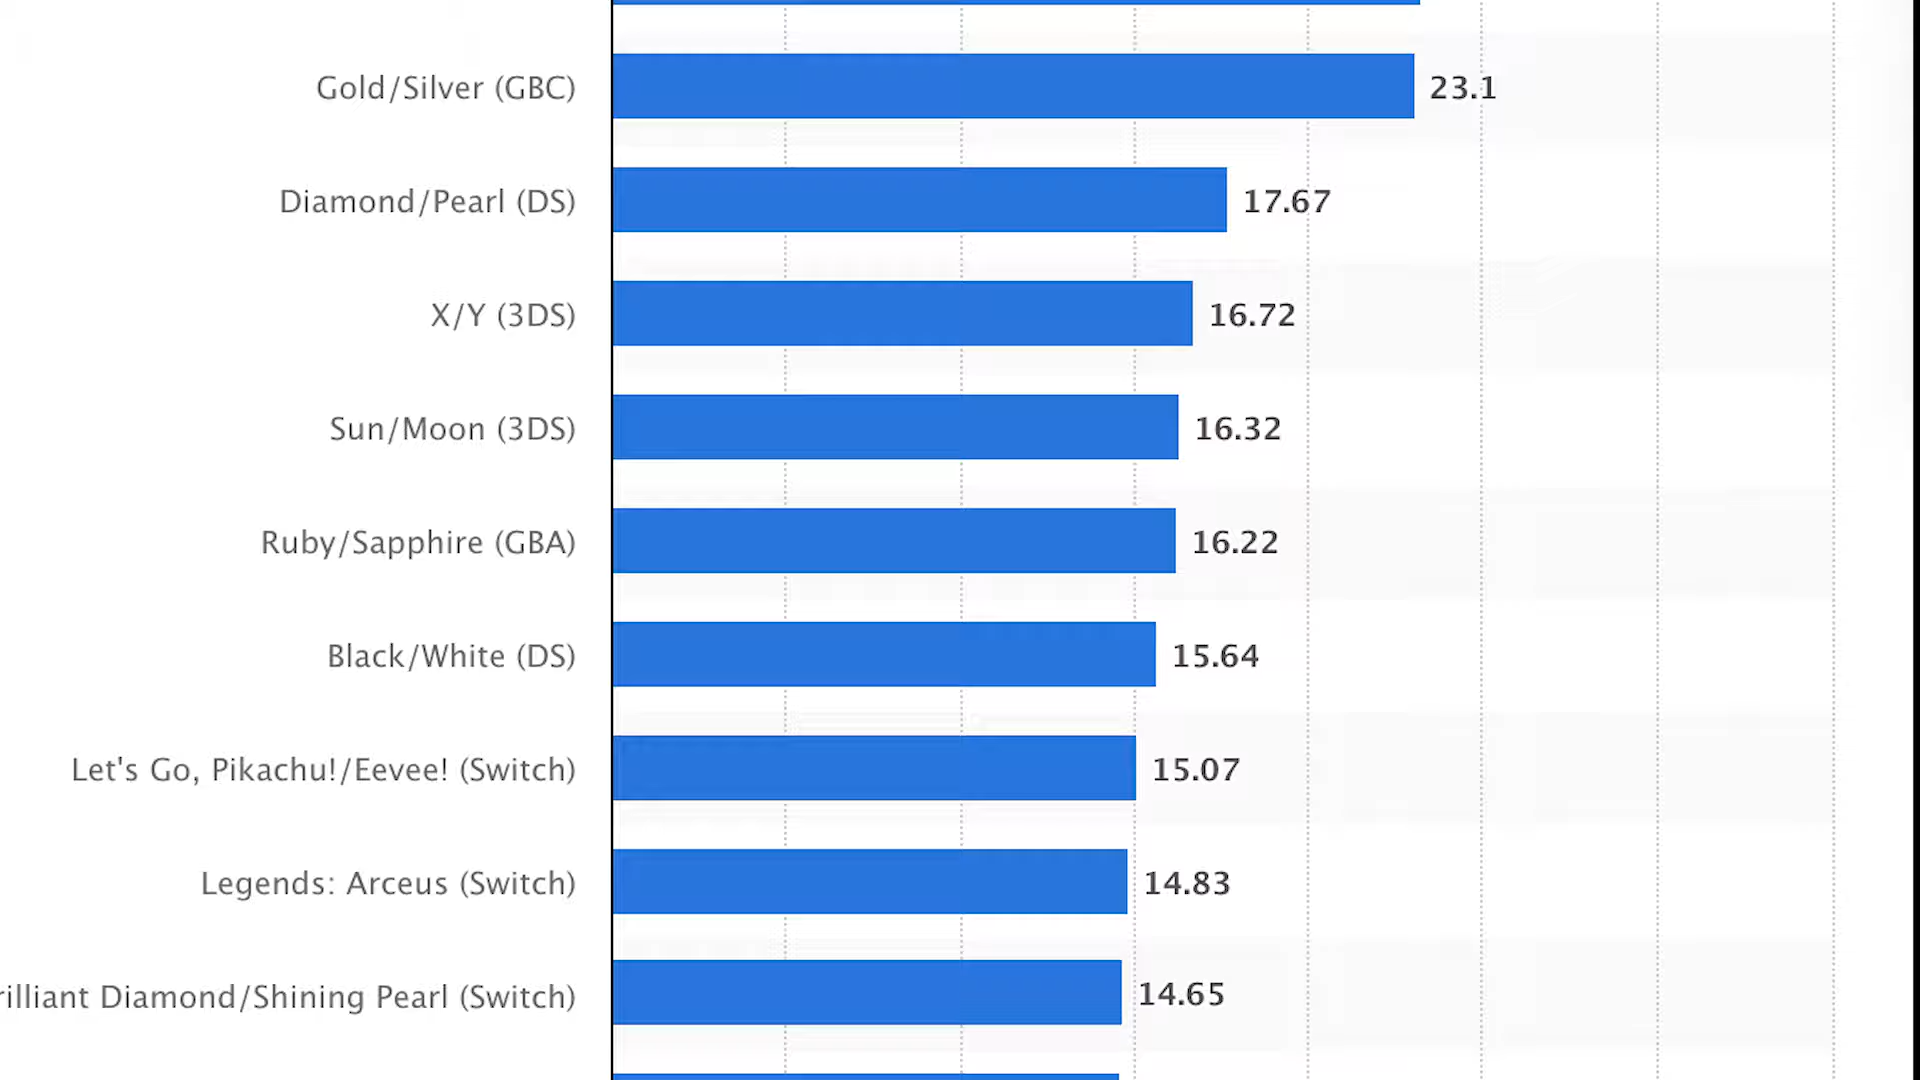 Gold/Silver (GBC) 23.1
Diamond/Pearl (DS) 17.67
X/Y (3DS) 16.72
Sun/Moon (3DS) 16.32
Ruby/Sapphire (GBA) 16.22
Black/White (DS) 15.64
Let's Go, Pikachu!/Eevee! (Switch) 15.07
Legends: Arceus (Switch) 14.83
rilliant Diamond/Shining Pearl (Switch) 14.65